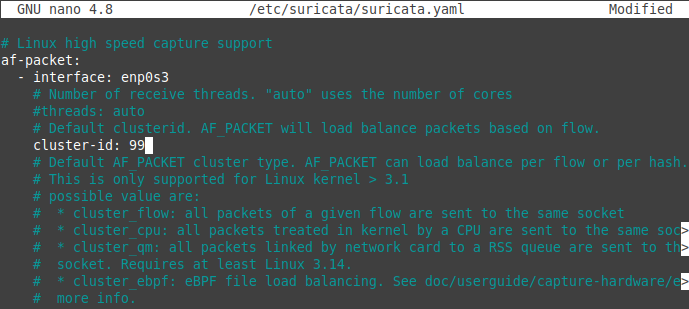 GNU nano 4.8 /etc/suricata/suricata.yaml Modified
# Linux high speed capture support
af-packet:
  - interface: enp0s3
    # Number of receive threads. "auto" uses the number of cores
    #threads: auto
    # Default clusterid. AF_PACKET will load balance packets based on flow.
    cluster-id: 99
    # Default AF_PACKET cluster type. AF_PACKET can load balance per flow or per hash.
    # This is only supported for Linux kernel > 3.1
    # possible value are:
    #  * cluster_flow: all packets of a given flow are sent to the same socket
    #  * cluster_cpu: all packets treated in kernel by a CPU are sent to the same soc>
    #  * cluster_qm: all packets linked by network card to a RSS queue are sent to th>
    #  socket. Requires at least Linux 3.14.
    #  * cluster_ebpf: eBPF file load balancing. See doc/userguide/capture-hardware/e>
    #  more info.